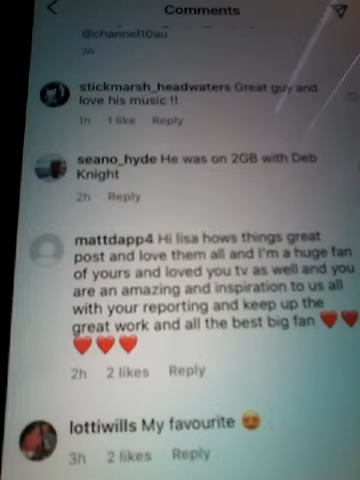 Comments
@channel10au
stickmarsh_headwaters Great guy and
love his music !!
1h 1 like Reply
seano_hyde He was on 2GB with Deb
Knight
2h Reply
mattdapp4 Hi lisa hows things great
post and love them all and I'm a huge fan
of yours and loved you tv as well and you
are an amazing and inspiration to us all
with your reporting and keep up the
great work and all the best big fan ❤️❤️
❤️❤️❤️
2h 2 likes Reply
lottiwills My favourite 😍
3h 2 likes Reply